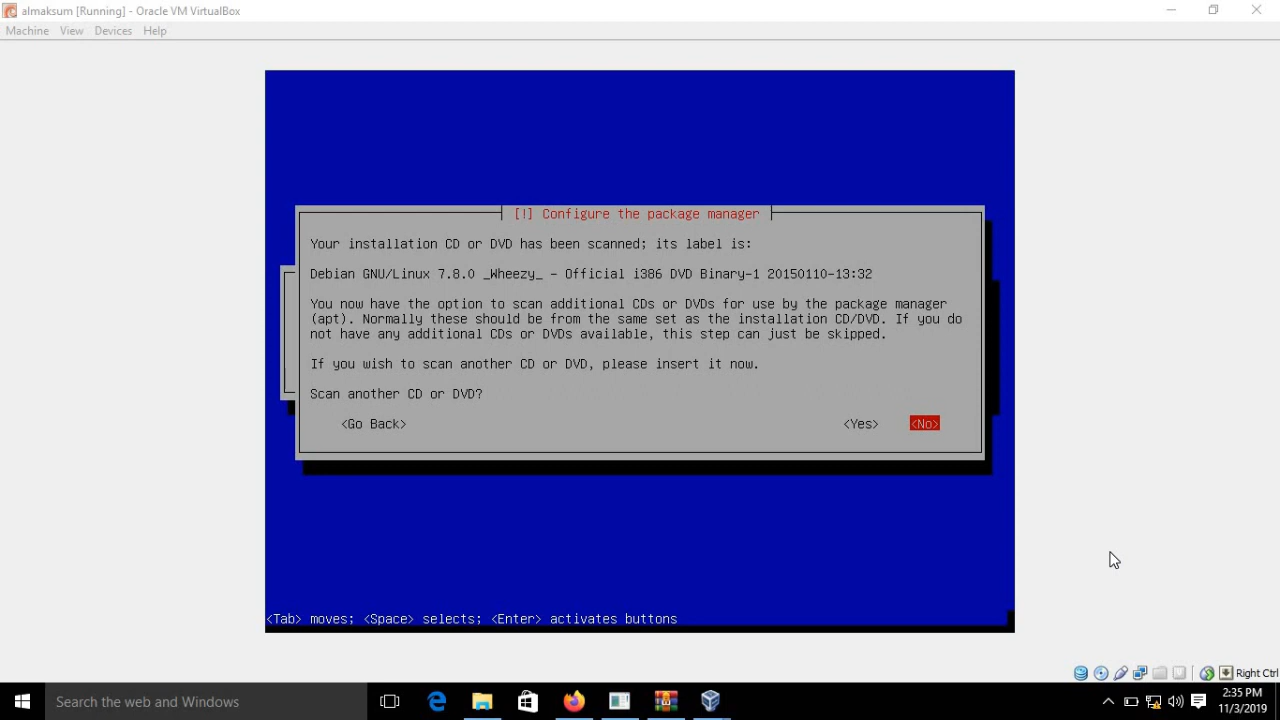 almaksum [Running] - Oracle VM VirtualBox
Machine View Devices Help
[!] Configure the package manager
Your installation CD or DVD has been scanned; its label is:
Debian GNU/Linux 7.8.0 _Wheezy_ - Official i386 DVD Binary-1 20150110-13:32
You now have the option to scan additional CDs or DVDs for use by the package manager
(apt). Normally these should be from the same set as the installation CD/DVD. If you do
not have any additional CDs or DVDs available, this step can just be skipped.
If you wish to scan another CD or DVD, please insert it now.
Scan another CD or DVD?
<Go Back> <Yes> <No>
<Tab> moves; <Space> selects; <Enter> activates buttons
Right Ctrl
Search the web and Windows
2:35 PM
11/3/2019